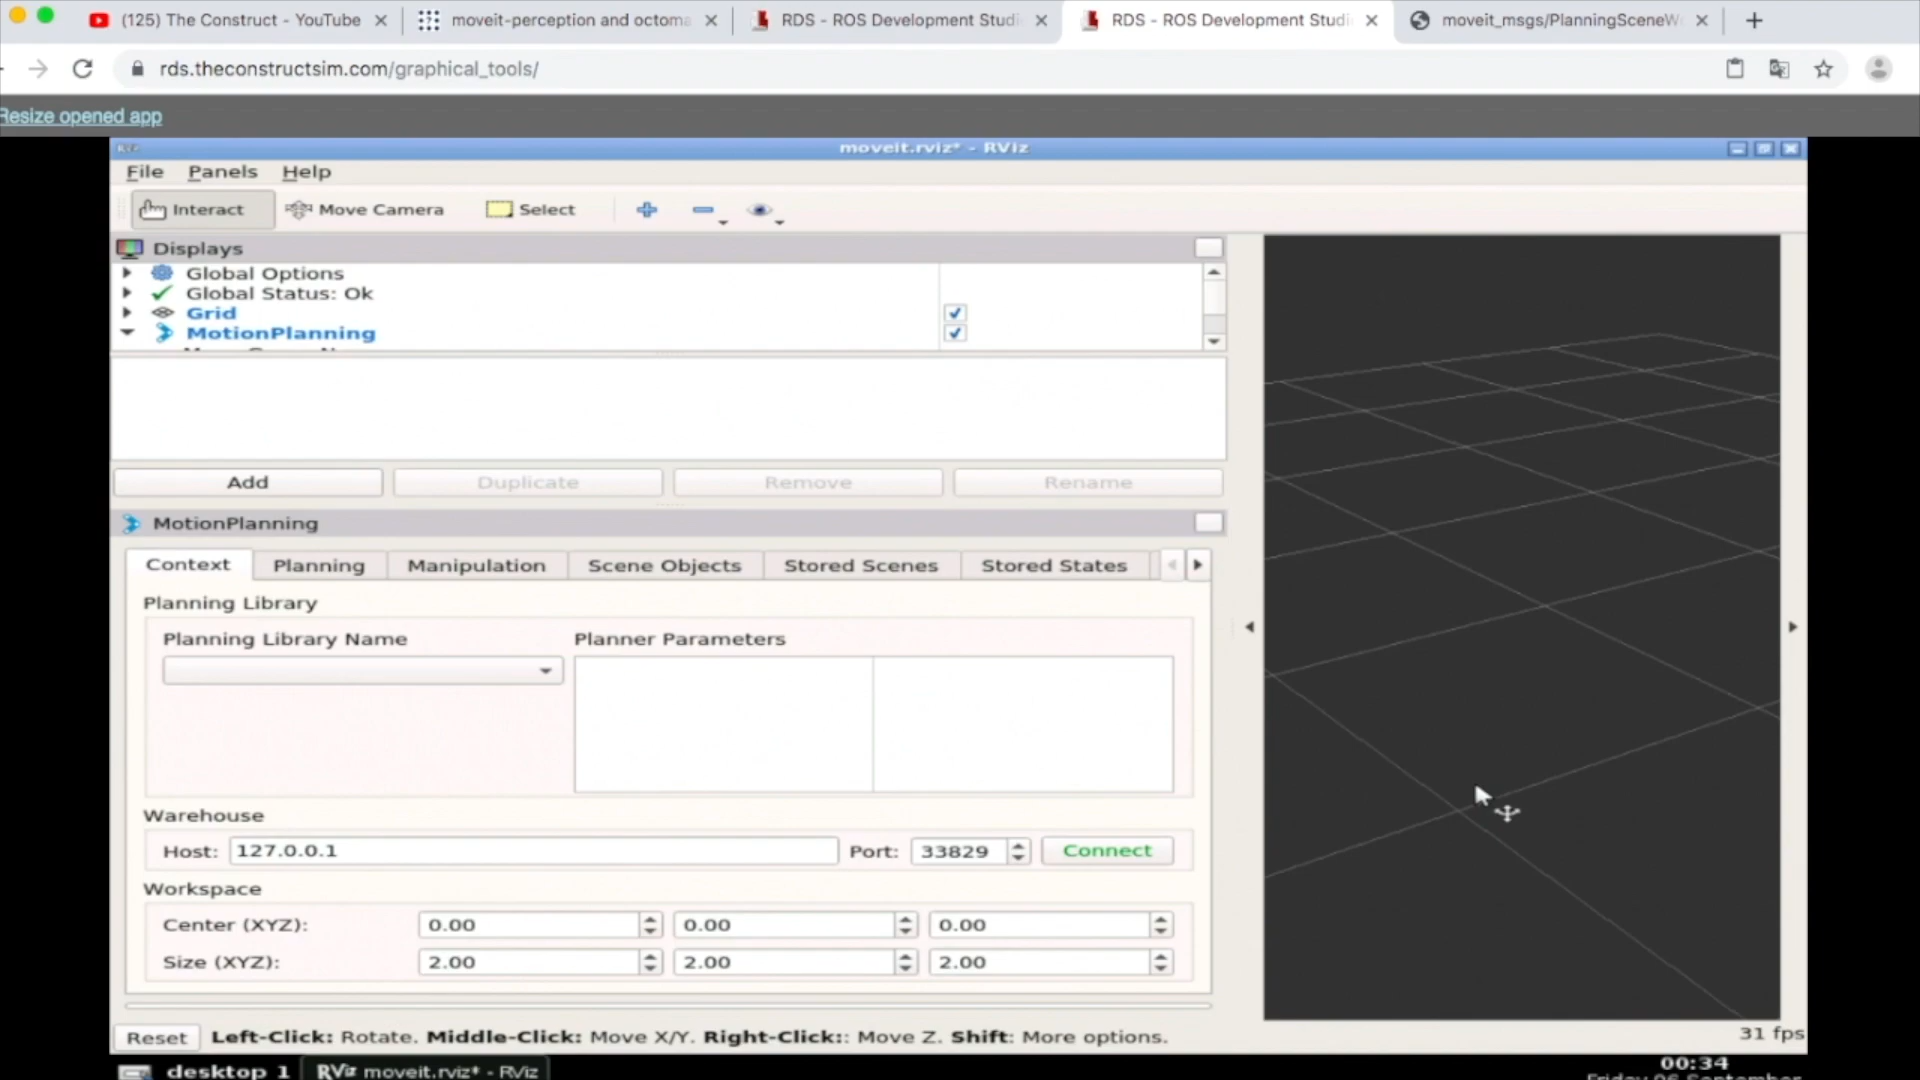 (125) The Construct - YouTube
moveit-perception and octoma
RDS - ROS Development Studi
RDS - ROS Development Studi
moveit_msgs/PlanningSceneW
rds.theconstructsim.com/graphical_tools/
Resize opened app
moveit.rviz* - RViz
File Panels Help
Interact Move Camera Select
Displays
Global Options
Global Status: Ok
Grid
MotionPlanning
Add Duplicate Remove Rename
MotionPlanning
Context Planning Manipulation Scene Objects Stored Scenes Stored States
Planning Library
Planning Library Name Planner Parameters
Warehouse
Host: 127.0.0.1 Port: 33829 Connect
Workspace
Center (XYZ): 0.00 0.00 0.00
Size (XYZ): 2.00 2.00 2.00
Reset Left-Click: Rotate. Middle-Click: Move X/Y. Right-Click:: Move Z. Shift: More options. 31 fps
desktop 1 RViz moveit.rviz* - RViz 00:34
Friday 06 September